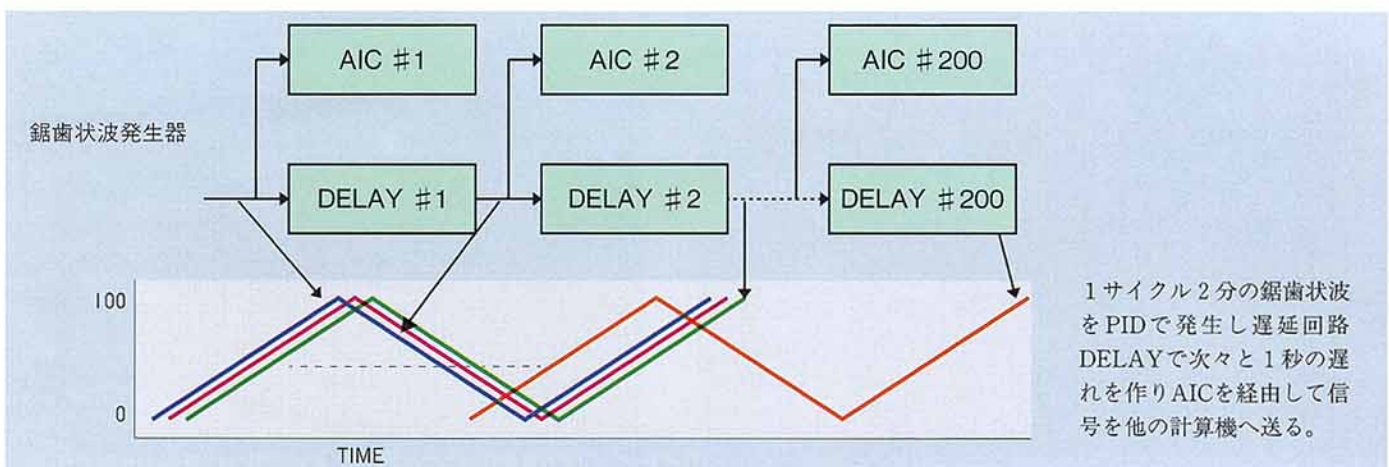 AIC #1
AIC #2
AIC #200
鋸歯状波発生器
DELAY #1
DELAY #2
DELAY #200
100
0
TIME
1サイクル2分の鋸歯状波
をPIDで発生し遅延回路
DELAYで次々と1秒の遅
れを作りAICを経由して信
号を他の計算機へ送る。